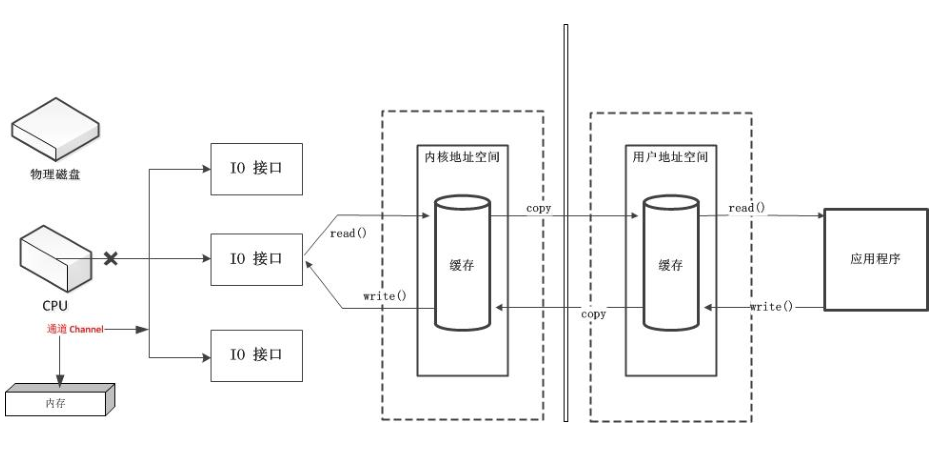 物理磁盘
CPU
通道 Channel
内存
IO 接口
IO 接口
IO 接口
read()
write()
内核地址空间
缓存
copy
copy
用户地址空间
缓存
read()
write()
应用程序